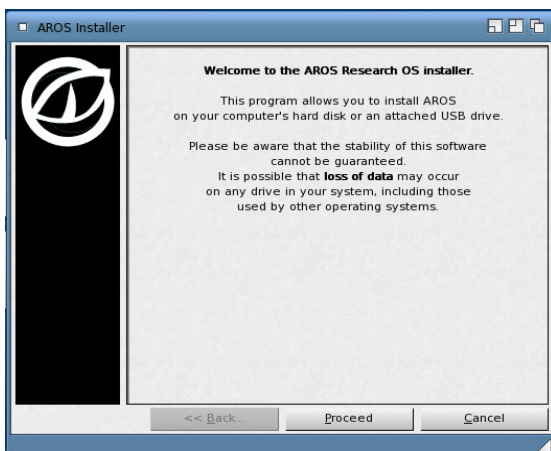 AROS Installer
Welcome to the AROS Research OS installer.
This program allows you to install AROS
on your computer's hard disk or an attached USB drive.
Please be aware that the stability of this software
cannot be guaranteed.
It is possible that loss of data may occur
on any drive in your system, including those
used by other operating systems.
<< Back...
Proceed
Cancel